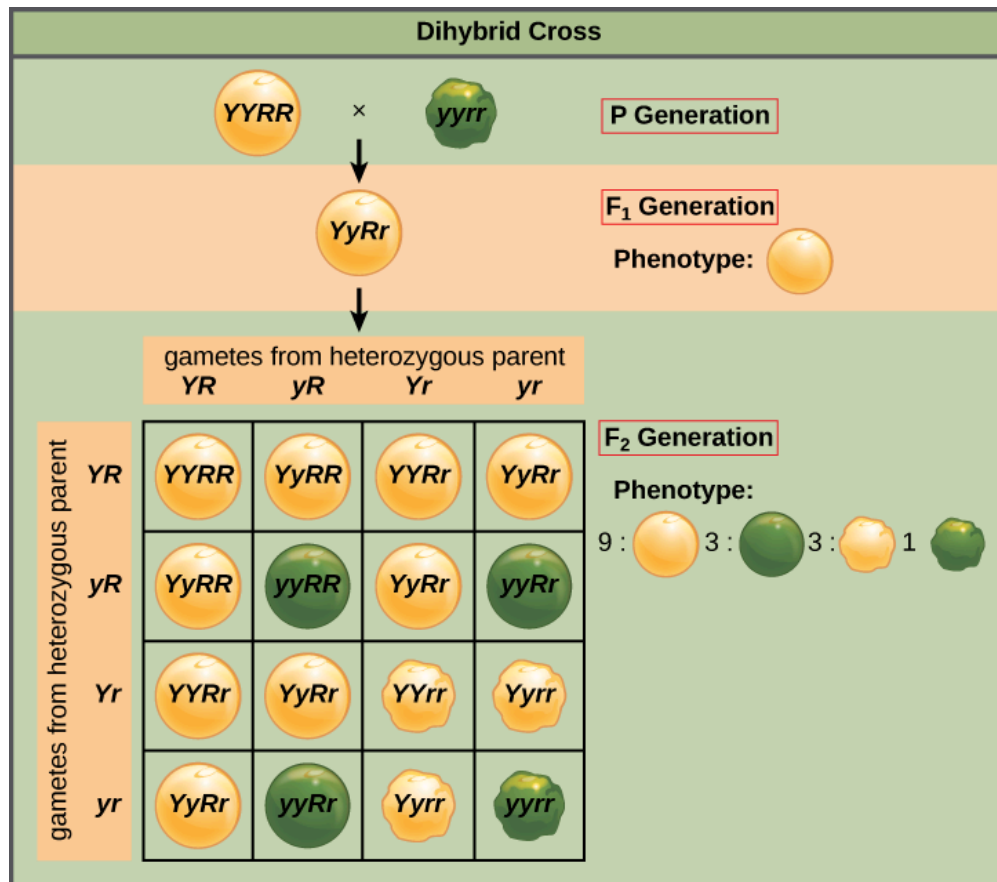 Dihybrid Cross
YYRR × yyrr
P Generation
YyRr
F₁ Generation
Phenotype:
gametes from heterozygous parent
YR yR Yr yr
gametes from heterozygous parent
YR YYRR YyRR YYRr YyRr
yR YyRR yyRR YyRr yyRr
Yr YYRr YyRr YYrr Yyrr
yr YyRr yyRr Yyrr yyrr
F₂ Generation
Phenotype:
9 : 3 : 3 : 1